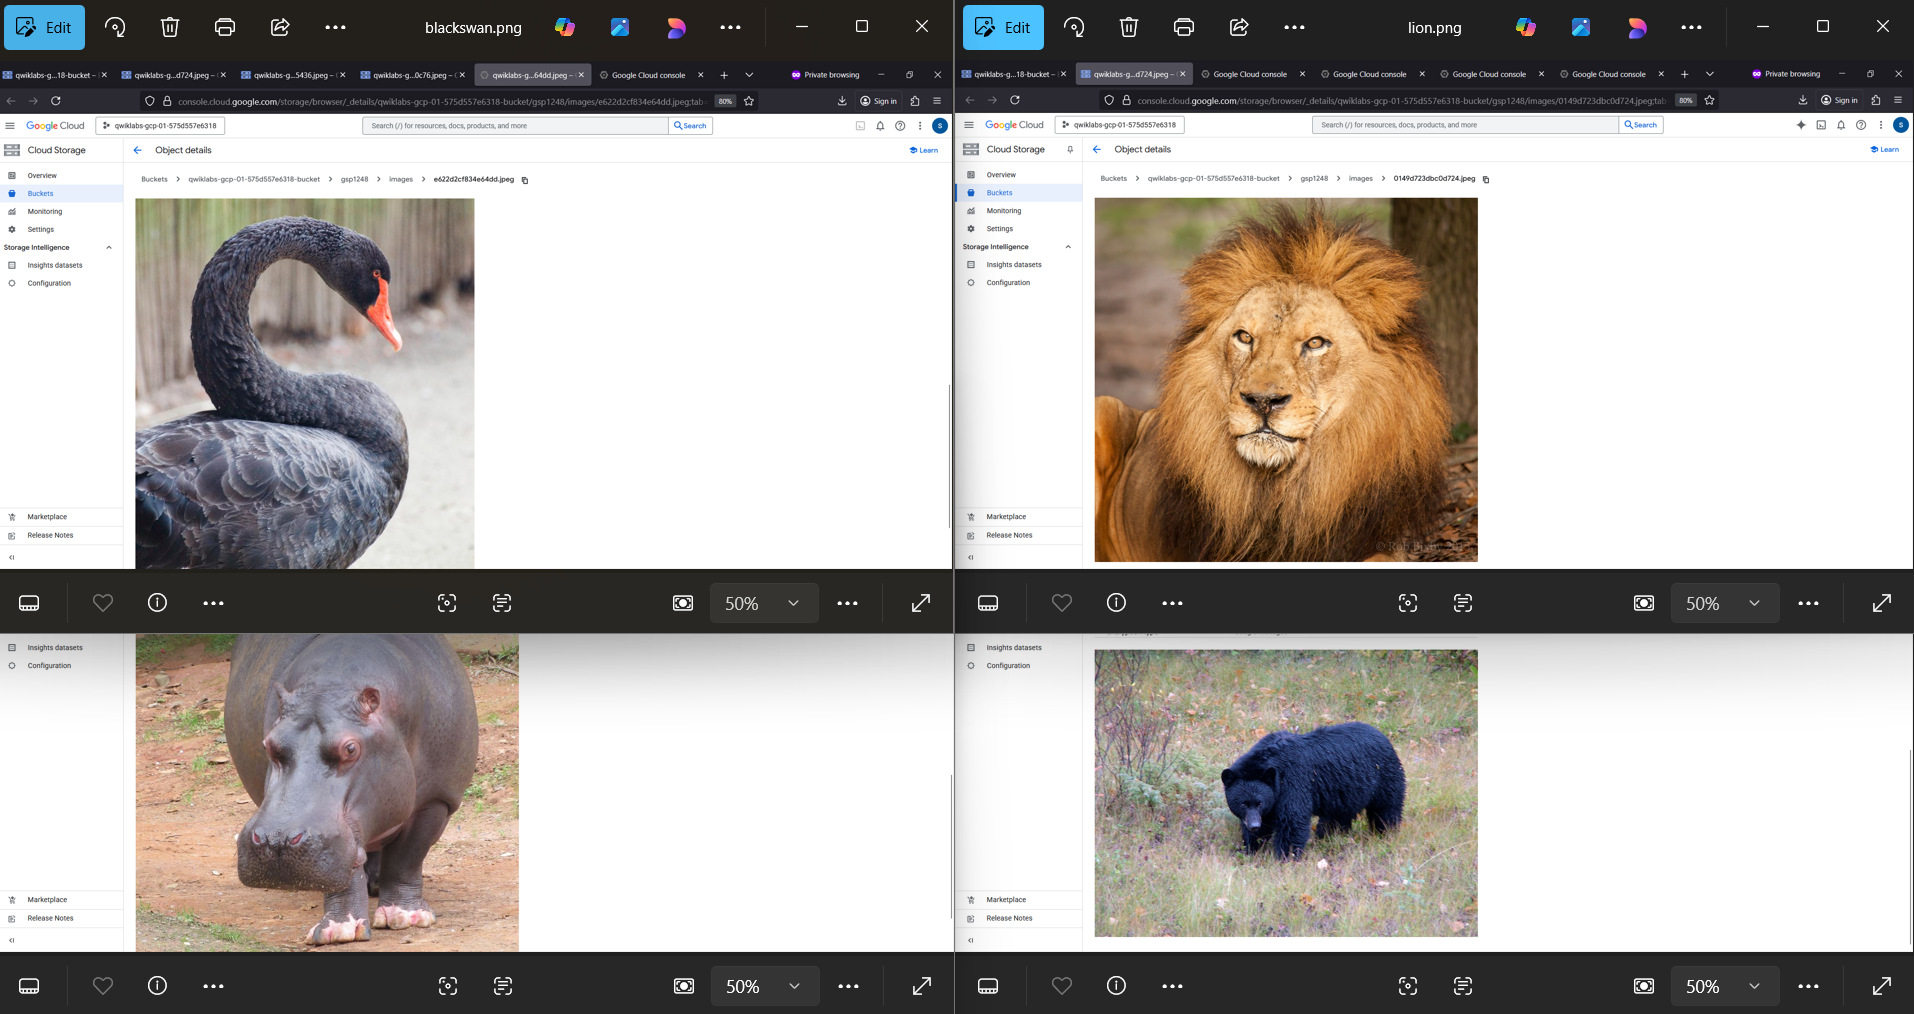 Edit
blackswan.png
qwiklabs-g...18-bucket –
qwiklabs-g...d724.jpeg –
qwiklabs-g...5436.jpeg –
qwiklabs-g...0c76.jpeg –
qwiklabs-g...64dd.jpeg –
Google Cloud console
Private browsing
console.cloud.google.com/storage/browser/_details/qwiklabs-gcp-01-575d557e6318-bucket/gsp1248/images/e622d2cf834e64dd.jpeg;tab=
80%
Sign in
Google Cloud
qwiklabs-gcp-01-575d557e6318
Search (/) for resources, docs, products, and more
Search
S
Cloud Storage
Object details
Learn
Overview
Buckets
Monitoring
Settings
Storage Intelligence
Insights datasets
Configuration
Marketplace
Release Notes
Buckets > qwiklabs-gcp-01-575d557e6318-bucket > gsp1248 > images > e622d2cf834e64dd.jpeg
50%
Edit
lion.png
qwiklabs-g...18-bucket –
qwiklabs-g...d724.jpeg –
Google Cloud console
Google Cloud console
Google Cloud console
Google Cloud console
Private browsing
console.cloud.google.com/storage/browser/_details/qwiklabs-gcp-01-575d557e6318-bucket/gsp1248/images/0149d723dbc0d724.jpeg;tab=
80%
Sign in
Google Cloud
qwiklabs-gcp-01-575d557e6318
Search (/) for resources, docs, products, and more
Search
S
Cloud Storage
Object details
Learn
Overview
Buckets
Monitoring
Settings
Storage Intelligence
Insights datasets
Configuration
Marketplace
Release Notes
Buckets > qwiklabs-gcp-01-575d557e6318-bucket > gsp1248 > images > 0149d723dbc0d724.jpeg
© Rob
50%
Insights datasets
Configuration
Marketplace
Release Notes
50%
Insights datasets
Configuration
Marketplace
Release Notes
50%